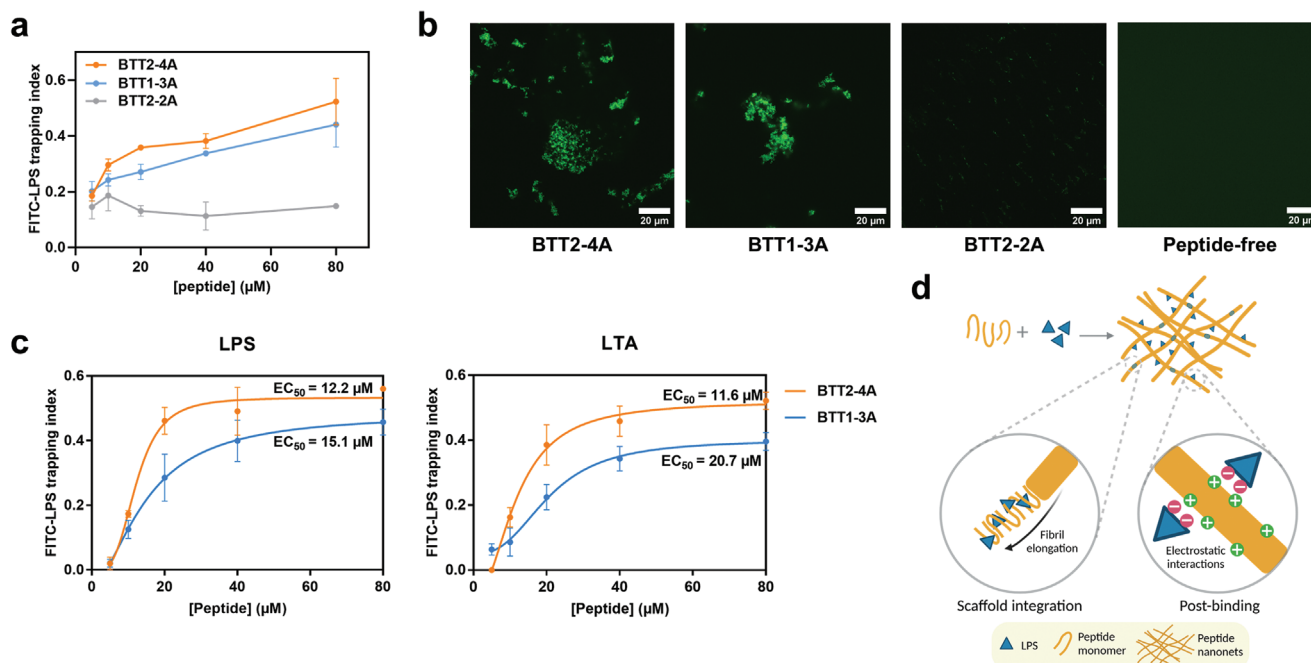 a
FITC-LPS trapping index
0.6
0.4
0.2
0.0
BTT2-4A
BTT1-3A
BTT2-2A
0 20 40 60 80
[peptide] (µM)
b
20 µm
20 µm
20 µm
20 µm
BTT2-4A
BTT1-3A
BTT2-2A
Peptide-free
c
LPS
FITC-LPS trapping index
0.6
0.4
0.2
0.0
EC50 = 12.2 µM
EC50 = 15.1 µM
0 20 40 60 80
[Peptide] (µM)
LTA
FITC-LPS trapping index
0.6
0.4
0.2
0.0
EC50 = 11.6 µM
EC50 = 20.7 µM
0 20 40 60 80
[Peptide] (µM)
BTT2-4A
BTT1-3A
d
+
Fibril
elongation
Scaffold integration
Electrostatic
interactions
Post-binding
LPS
Peptide
monomer
Peptide
nanonets